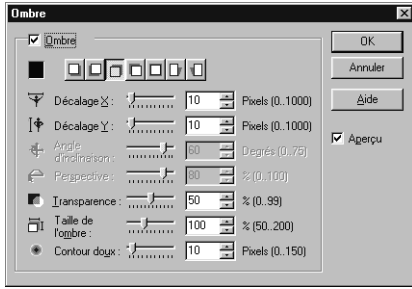 Ombre
Ombre
OK
Annuler
Aide
Aperçu
Décalage X : 10 Pixels (0..1000)
Décalage Y : 10 Pixels (0..1000)
Angle
d'inclinaison : 60 Degrés (0..75)
Perspective : 80 % (0..100)
Transparence : 50 % (0..99)
Taille de
l'ombre : 100 % (50..200)
Contour doux : 10 Pixels (0..150)